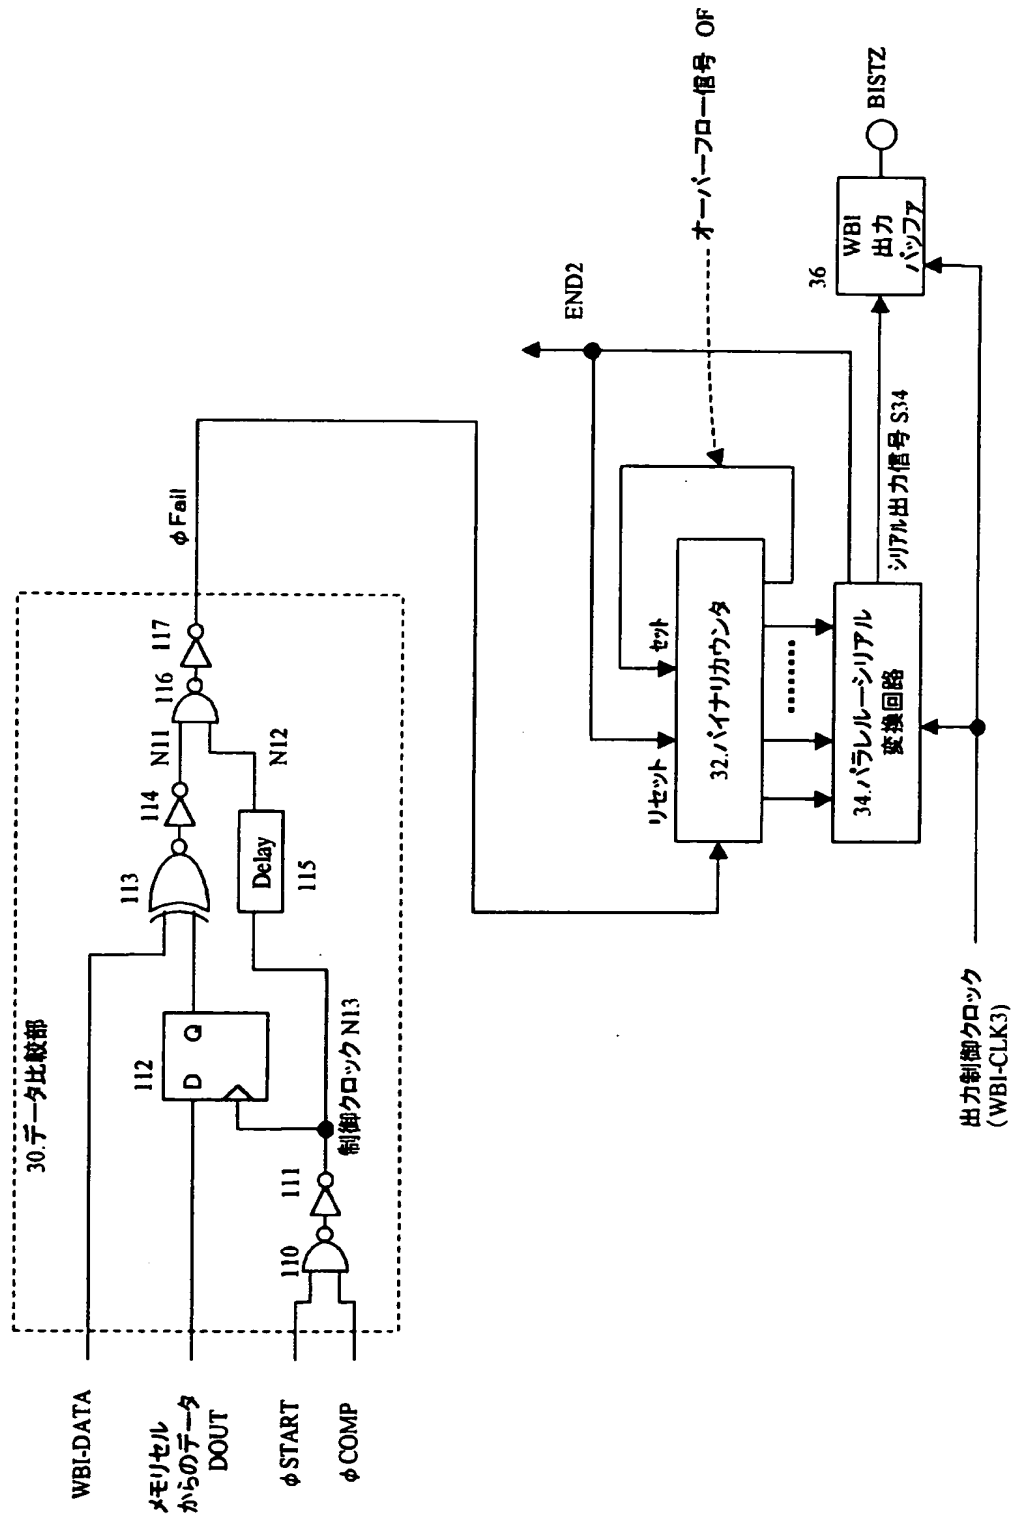 30.データ比較部
WBI-DATA
メモリセル
からのデータ
DOUT
φSTART
φCOMP
110
111
制御クロック N13
112
D
Q
113
114
Delay
115
N11
N12
116
117
φFail
END2
オーバーフロー信号 OF
リセット
セット
32.バイナリカウンタ
34.パラレルーシリアル
変換回路
シリアル出力信号 S34
36
WBI
出力
バッファ
BISTZ
出力制御クロック
(WBI-CLK3)